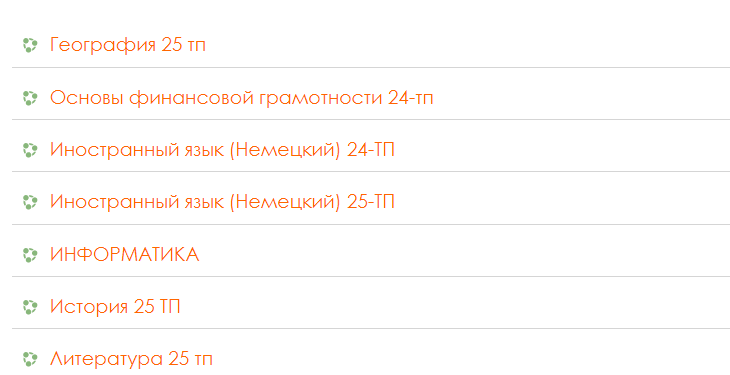 География 25 тп
Основы финансовой грамотности 24-тп
Иностранный язык (Немецкий) 24-ТП
Иностранный язык (Немецкий) 25-ТП
ИНФОРМАТИКА
История 25 ТП
Литература 25 тп